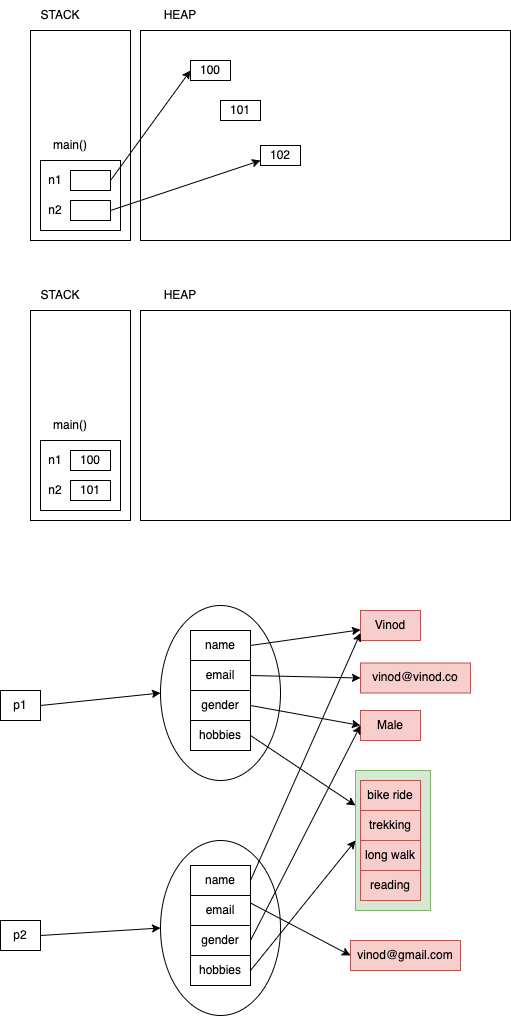 STACK
HEAP
100
101
main()
102
n1
n2
STACK
HEAP
main()
n1 100
n2 101
Vinod
name
email
vinod@vinod.co
p1
gender
Male
hobbies
bike ride
trekking
long walk
name
reading
email
p2
gender
vinod@gmail.com
hobbies